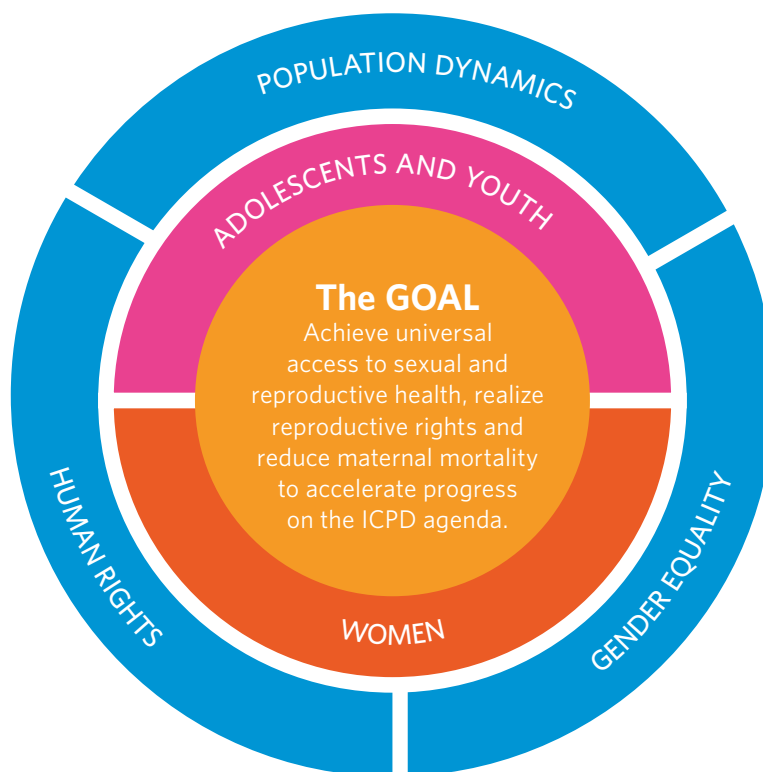 POPULATION DYNAMICS
ADOLESCENTS AND YOUTH
The GOAL
Achieve universal
access to sexual and
reproductive health, realize
reproductive rights and
reduce maternal mortality
to accelerate progress
on the ICPD agenda.
HUMAN RIGHTS
GENDER EQUALITY
WOMEN